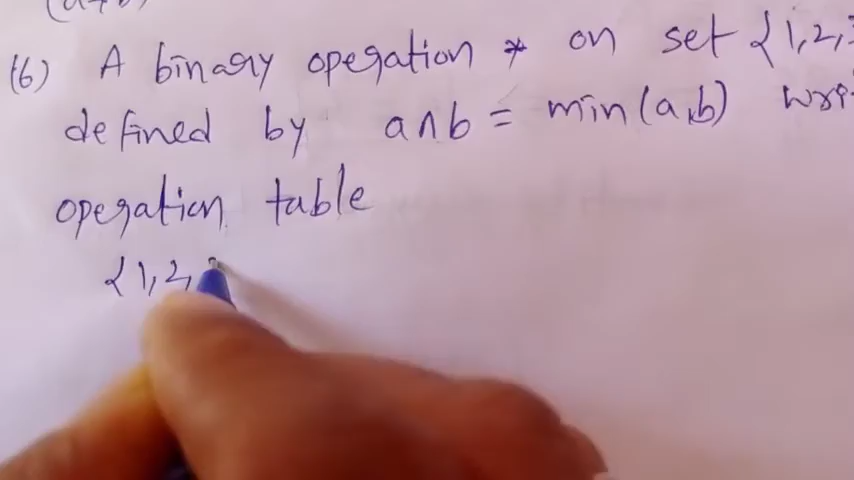 (6) A binary operation * on set {1,2,
defined by a∧b = min(a,b)
operation table
{1,2,